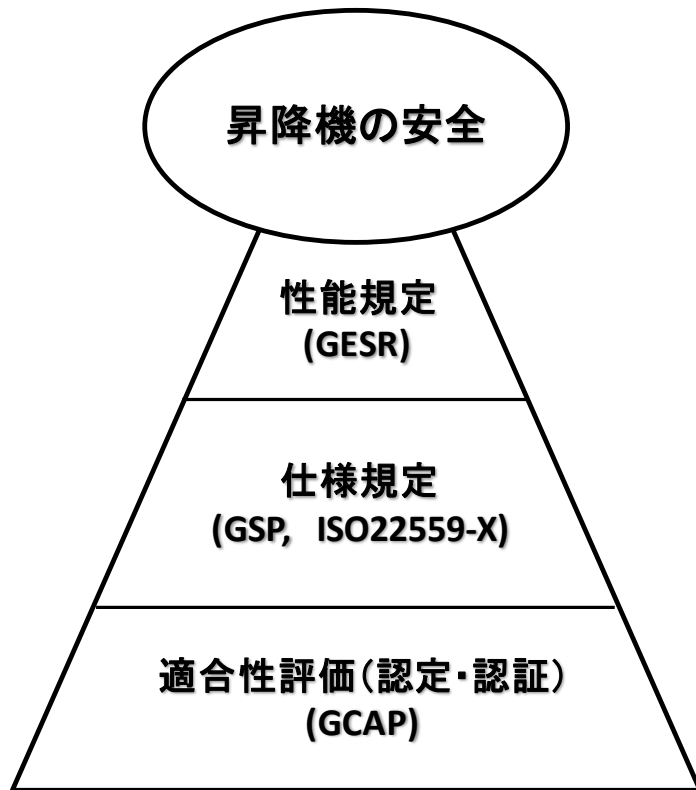 昇降機の安全
性能規定
(GESR)
仕様規定
(GSP, ISO22559-X)
適合性評価(認定・認証)
(GCAP)